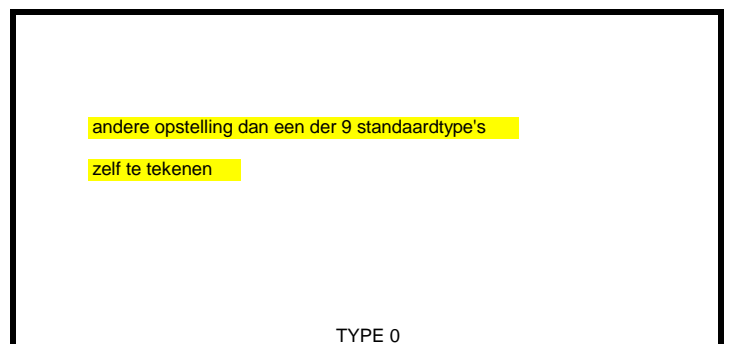 andere opstelling dan een der 9 standaardtype's
zelf te tekenen
TYPE 0